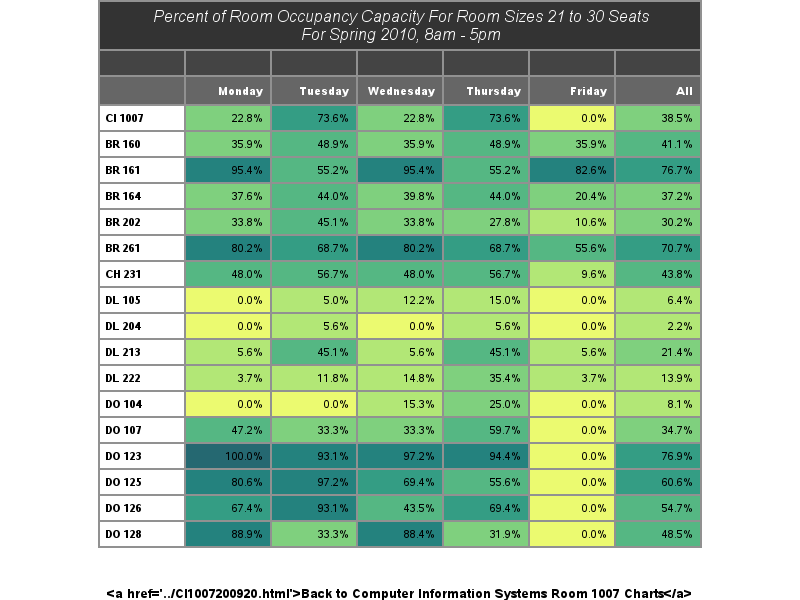 Percent of Room Occupancy Capacity For Room Sizes 21 to 30 Seats
For Spring 2010, 8am - 5pm
Monday Tuesday Wednesday Thursday Friday All
CI 1007 22.8% 73.6% 22.8% 73.6% 0.0% 38.5%
BR 160 35.9% 48.9% 35.9% 48.9% 35.9% 41.1%
BR 161 95.4% 55.2% 95.4% 55.2% 82.6% 76.7%
BR 164 37.6% 44.0% 39.8% 44.0% 20.4% 37.2%
BR 202 33.8% 45.1% 33.8% 27.8% 10.6% 30.2%
BR 261 80.2% 68.7% 80.2% 68.7% 55.6% 70.7%
CH 231 48.0% 56.7% 48.0% 56.7% 9.6% 43.8%
DL 105 0.0% 5.0% 12.2% 15.0% 0.0% 6.4%
DL 204 0.0% 5.6% 0.0% 5.6% 0.0% 2.2%
DL 213 5.6% 45.1% 5.6% 45.1% 5.6% 21.4%
DL 222 3.7% 11.8% 14.8% 35.4% 3.7% 13.9%
DO 104 0.0% 0.0% 15.3% 25.0% 0.0% 8.1%
DO 107 47.2% 33.3% 33.3% 59.7% 0.0% 34.7%
DO 123 100.0% 93.1% 97.2% 94.4% 0.0% 76.9%
DO 125 80.6% 97.2% 69.4% 55.6% 0.0% 60.6%
DO 126 67.4% 93.1% 43.5% 69.4% 0.0% 54.7%
DO 128 88.9% 33.3% 88.4% 31.9% 0.0% 48.5%
<a href='../CI1007200920.html'>Back to Computer Information Systems Room 1007 Charts</a>